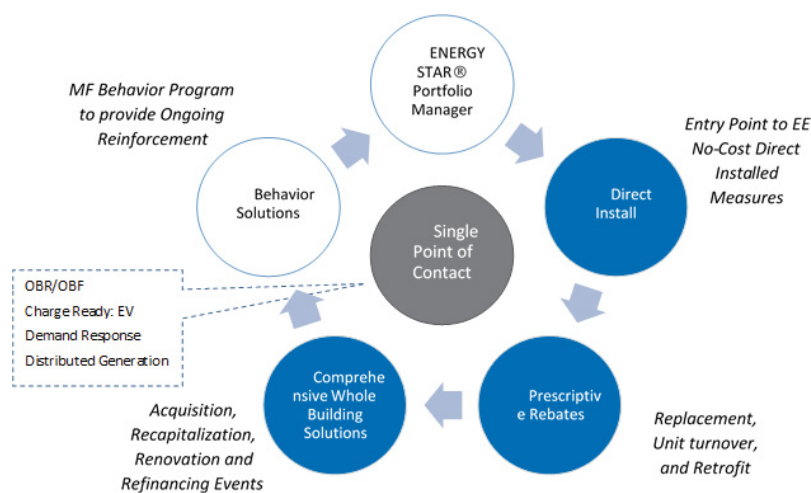 ENERGY
STAR® 
Portfolio
Manager
MF Behavior Program
to provide Ongoing
Reinforcement
Entry Point to EE
No-Cost Direct
Installed
Measures
Behavior
Solutions
Direct
Install
Single
Point of
Contact
OBR/OBF
Charge Ready: EV
Demand Response
Distributed Generation
Comprehe
nsive Whole
Building
Solutions
Prescriptiv
e Rebates
Acquisition,
Recapitalization,
Renovation and
Refinancing Events
Replacement,
Unit turnover,
and Retrofit